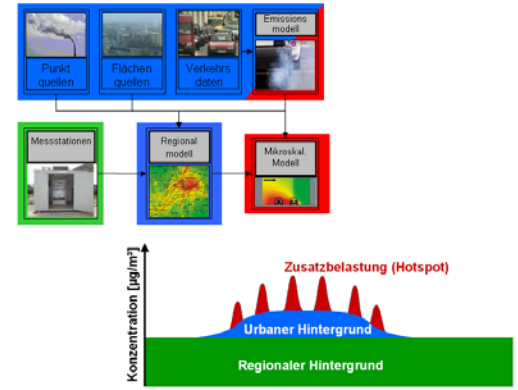 Emissions
modell
Punkt
quellen
Flächen
quellen
Verkehrs
daten
Messstationen
Regional
modell
Mikroskal.
Modell
Konzentration [µg/m³]
Zusatzbelastung (Hotspot)
Urbaner Hintergrund
Regionaler Hintergrund